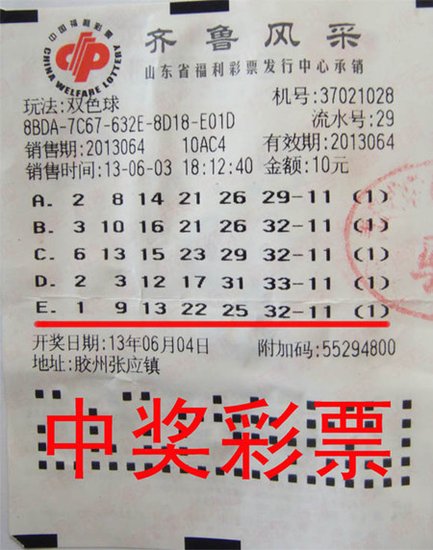 中国福利彩票
CHINA WELFARE LOTTERY
齐鲁风采
山东省福利彩票发行中心承销
玩法:双色球 机号:37021028
8BDA-7C67-632E-8D18-E01D 流水号:29
销售期:2013064 10AC4 有效期:2013064
销售时间:13-06-03 18:12:40 金额:10元
A. 2 8 14 21 26 29-11 (1)
B. 3 10 16 21 26 32-11 (1)
C. 6 13 15 23 29 32-11 (1)
D. 2 3 12 17 31 33-11 (1)
E. 1 9 13 22 25 32-11 (1)
开奖日期:13年06月04日 附加码:55294800
地址:胶州张应镇
中奖彩票